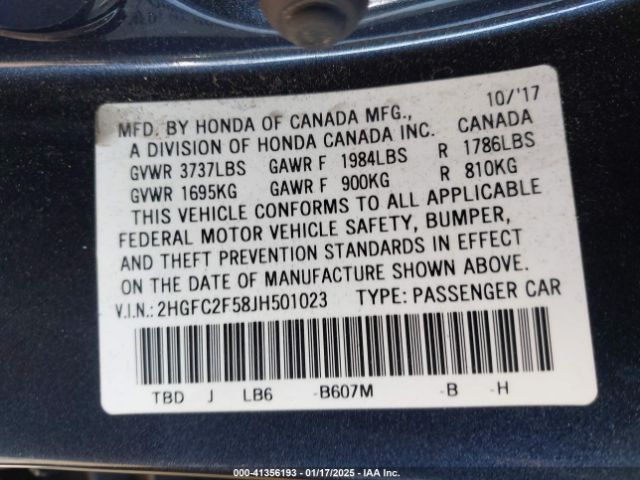 10/'17
MFD. BY HONDA OF CANADA MFG., CANADA
A DIVISION OF HONDA CANADA INC.
GVWR 3737LBS GAWR F 1984LBS R 1786LBS
GVWR 1695KG GAWR F 900KG R 810KG
THIS VEHICLE CONFORMS TO ALL APPLICABLE
FEDERAL MOTOR VEHICLE SAFETY, BUMPER,
AND THEFT PREVENTION STANDARDS IN EFFECT
ON THE DATE OF MANUFACTURE SHOWN ABOVE.
V.I.N.: 2HGFC2F58JH501023 TYPE: PASSENGER CAR
TBD J LB6 -B607M -B -H
000-41356193 - 01/17/2025 - IAA Inc.